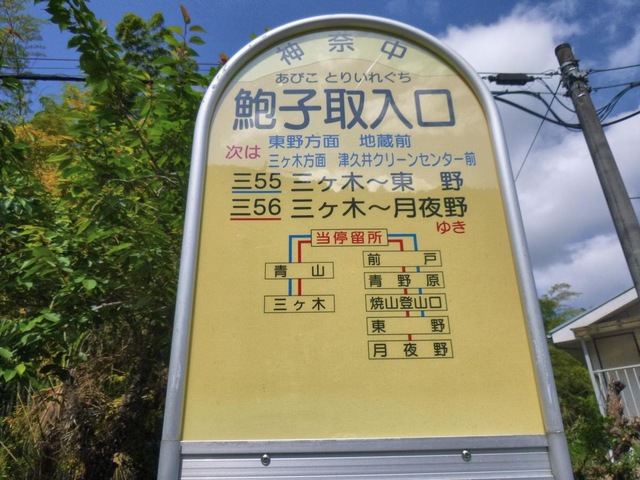 神奈中
あびこ とりいれぐち
鮑子取入口
次は
東野方面 地蔵前
三ヶ木方面 津久井クリーンセンター前
三55 三ヶ木〜東 野
三56 三ヶ木〜月夜野
ゆき
当停留所
青 山
三ヶ木
前 戸
青野原
焼山登山口
東 野
月夜野